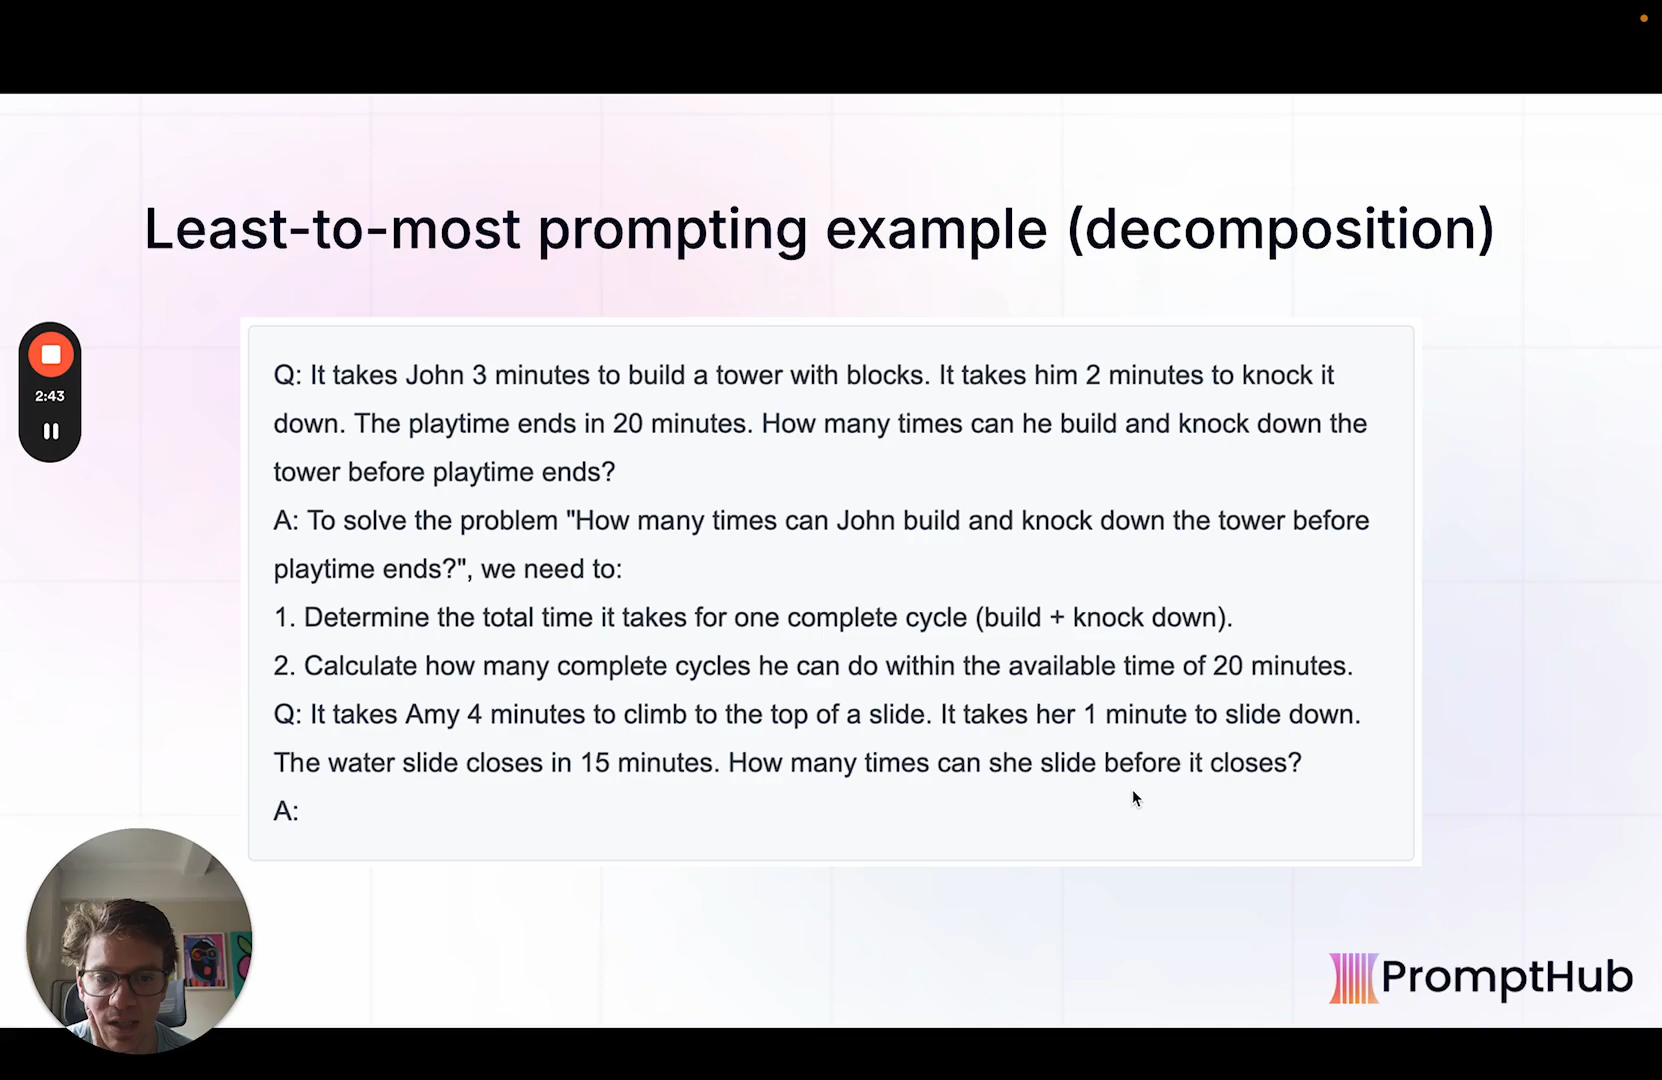 Least-to-most prompting example (decomposition)
2:43
Q: It takes John 3 minutes to build a tower with blocks. It takes him 2 minutes to knock it
down. The playtime ends in 20 minutes. How many times can he build and knock down the
tower before playtime ends?
A: To solve the problem "How many times can John build and knock down the tower before
playtime ends?", we need to:
1. Determine the total time it takes for one complete cycle (build + knock down).
2. Calculate how many complete cycles he can do within the available time of 20 minutes.
Q: It takes Amy 4 minutes to climb to the top of a slide. It takes her 1 minute to slide down.
The water slide closes in 15 minutes. How many times can she slide before it closes?
A:
PromptHub